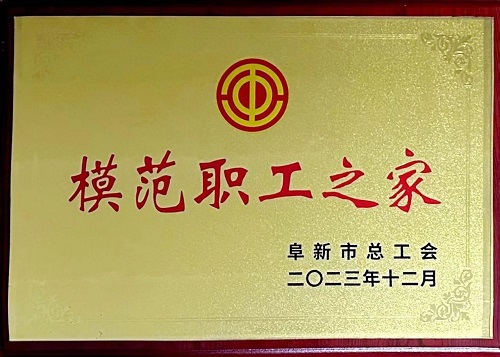 模范职工之家
阜新市总工会
二〇二三年十二月